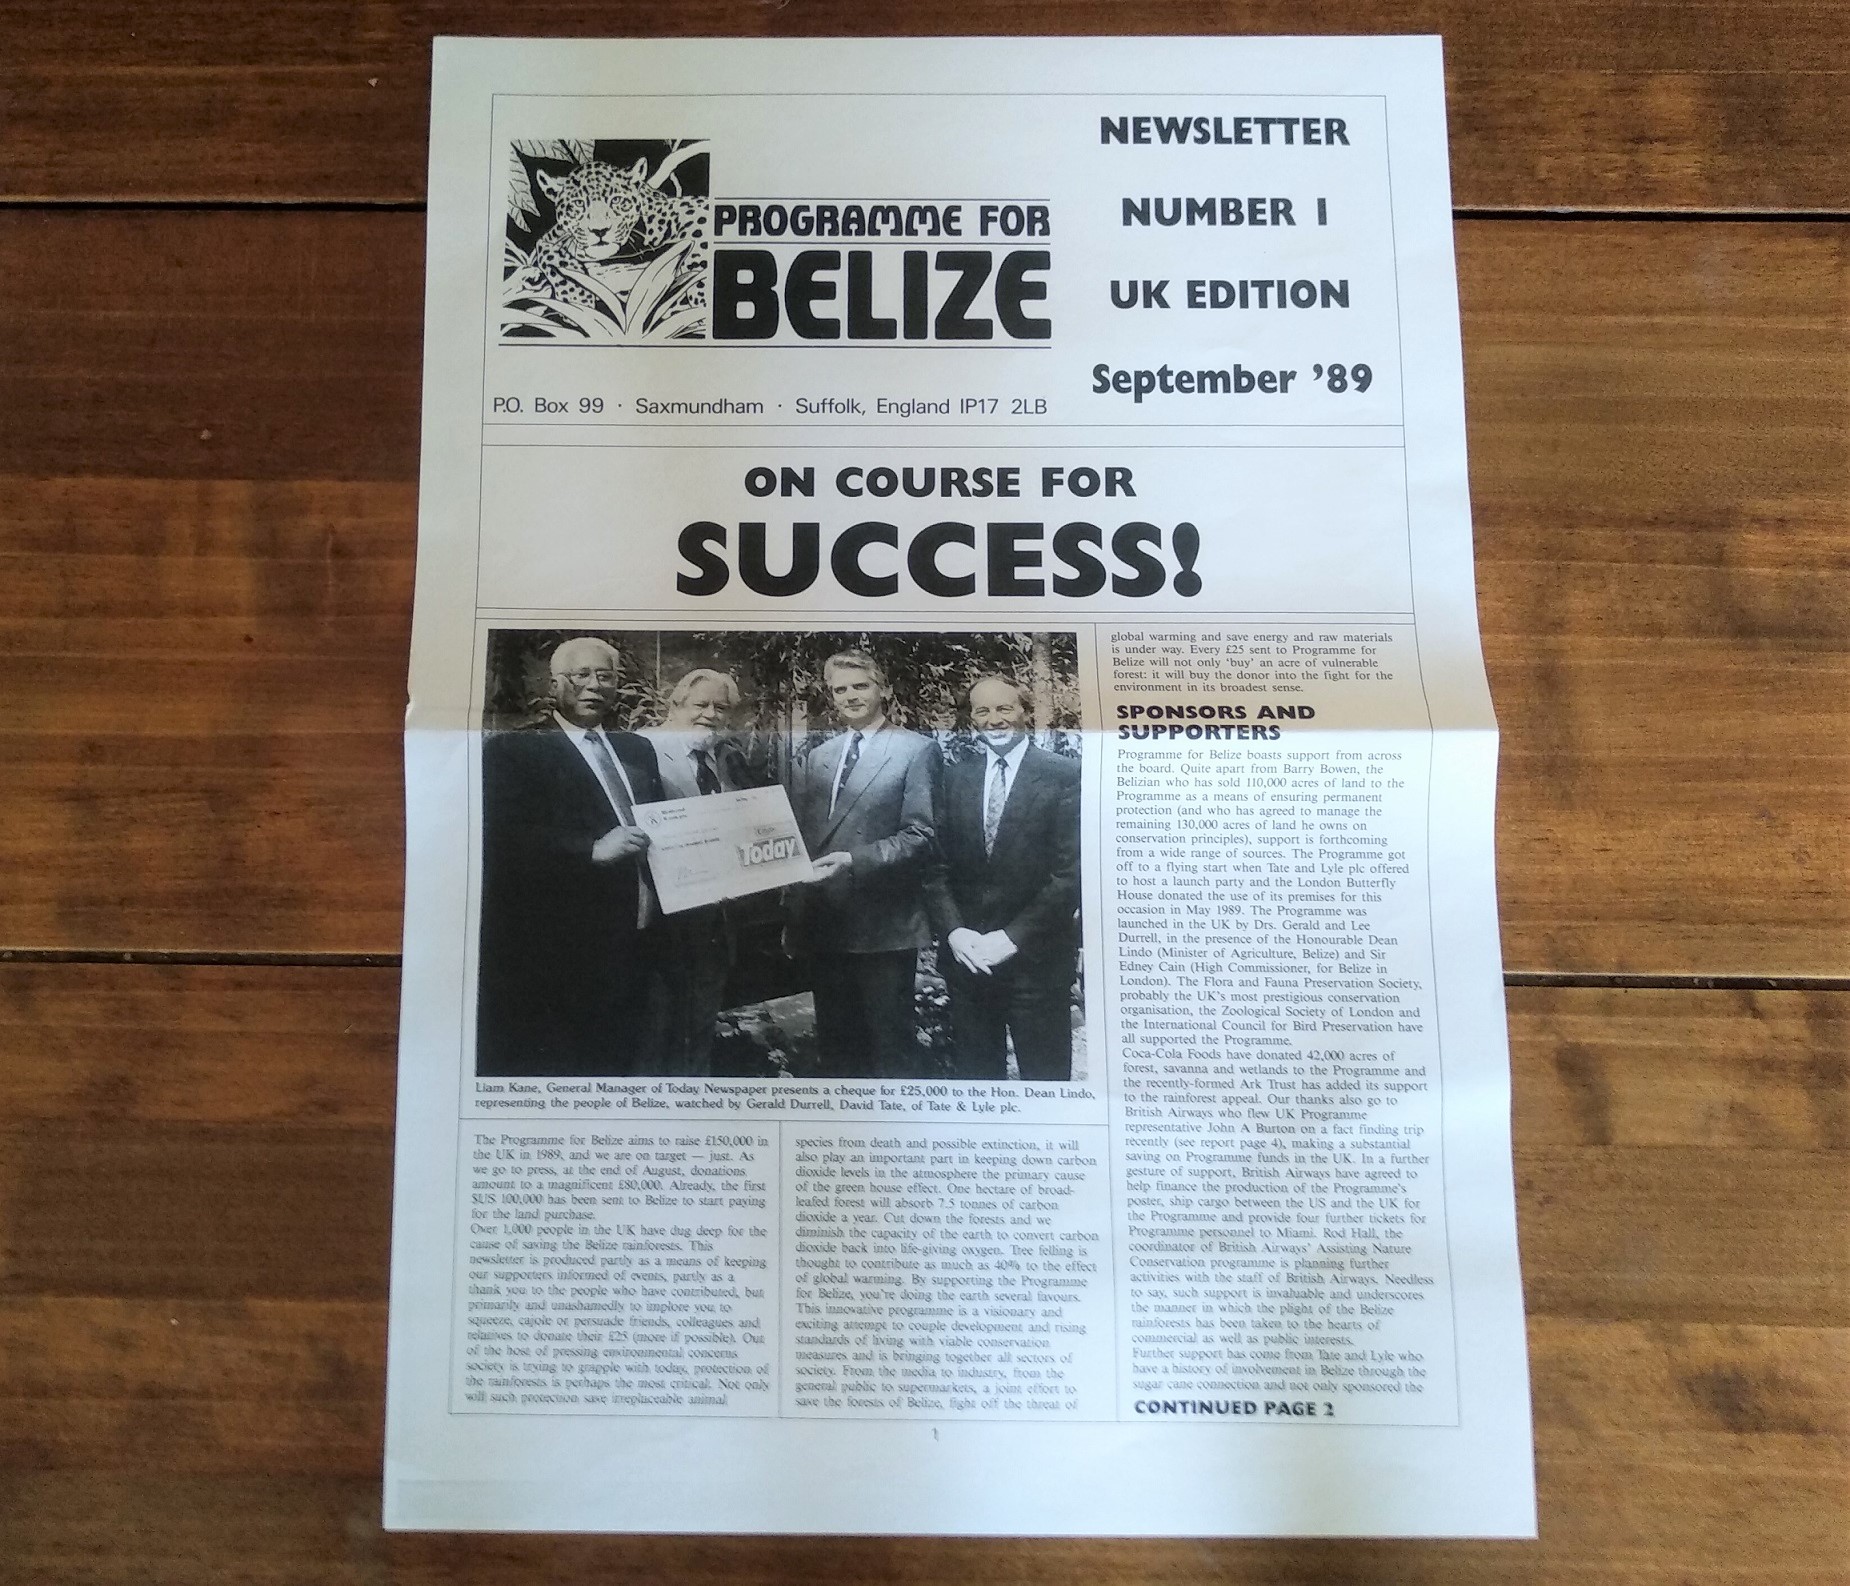 PROGRAMME FOR
BELIZE
P.O. Box 99 · Saxmundham · Suffolk, England IP17 2LB
NEWSLETTER
NUMBER 1
UK EDITION
September ’89
ON COURSE FOR
SUCCESS!
Today
Liam Kane, General Manager of Today Newspaper presents a cheque for £25,000 to the Hon. Dean Lindo,
representing the people of Belize, watched by Gerald Durrell, David Tate, of Tate & Lyle plc.
The Programme for Belize aims to raise £150,000 in
the UK in 1989, and we are on target — just. As
we go to press, at the end of August, donations
amount to a magnificent £80,000. Already, the first
$US 100,000 has been sent to Belize to start paying
for the land purchase.
Over 1,000 people in the UK have dug deep for the
cause of saving the Belize rainforests. This
newsletter is produced partly as a means of keeping
our supporters informed of events, partly as a
thank you to the people who have contributed, but
primarily and unashamedly to implore you to
squeeze, cajole or persuade friends, colleagues and
relatives to donate their £25 (more if possible). Out
of the host of pressing environmental concerns
society is trying to grapple with today, protection of
the rainforests is perhaps the most critical. Not only
will such protection save irreplaceable animal
species from death and possible extinction, it will
also play an important part in keeping down carbon
dioxide levels in the atmosphere the primary cause
of the green house effect. One hectare of broad-
leafed forest will absorb 7.5 tonnes of carbon
dioxide a year. Cut down the forests and we
diminish the capacity of the earth to convert carbon
dioxide back into life-giving oxygen. Tree felling is
thought to contribute as much as 40% to the effect
of global warming. By supporting the Programme
for Belize, you’re doing the earth several favours.
This innovative programme is a visionary and
exciting attempt to couple development and rising
standards of living with viable conservation
measures and is bringing together all sectors of
society. From the media to industry, from the
general public to supermarkets, a joint effort to
save the forests of Belize, fight off the threat of
global warming and save energy and raw materials
is under way. Every £25 sent to Programme for
Belize will not only ‘buy’ an acre of vulnerable
forest: it will buy the donor into the fight for the
environment in its broadest sense.
SPONSORS AND
SUPPORTERS
Programme for Belize boasts support from across
the board. Quite apart from Barry Bowen, the
Belizian who has sold 110,000 acres of land to the
Programme as a means of ensuring permanent
protection (and who has agreed to manage the
remaining 130,000 acres of land he owns on
conservation principles), support is forthcoming
from a wide range of sources. The Programme got
off to a flying start when Tate and Lyle plc offered
to host a launch party and the London Butterfly
House donated the use of its premises for this
occasion in May 1989. The Programme was
launched in the UK by Drs. Gerald and Lee
Durrell, in the presence of the Honourable Dean
Lindo (Minister of Agriculture, Belize) and Sir
Edney Cain (High Commissioner, for Belize in
London). The Flora and Fauna Preservation Society,
probably the UK’s most prestigious conservation
organisation, the Zoological Society of London and
the International Council for Bird Preservation have
all supported the Programme.
Coca-Cola Foods have donated 42,000 acres of
forest, savanna and wetlands to the Programme and
the recently-formed Ark Trust has added its support
to the rainforest appeal. Our thanks also go to
British Airways who flew UK Programme
representative John A Burton on a fact finding trip
recently (see report page 4), making a substantial
saving on Programme funds in the UK. In a further
gesture of support, British Airways have agreed to
help finance the production of the Programme’s
poster, ship cargo between the US and the UK for
the Programme and provide four further tickets for
Programme personnel to Miami. Rod Hall, the
coordinator of British Airways’ Assisting Nature
Conservation programme is planning further
activities with the staff of British Airways. Needless
to say, such support is invaluable and underscores
the manner in which the plight of the Belize
rainforests has been taken to the hearts of
commercial as well as public interests.
Further support has come from Tate and Lyle who
have a history of involvement in Belize through the
sugar cane connection and not only sponsored the
CONTINUED PAGE 2
1